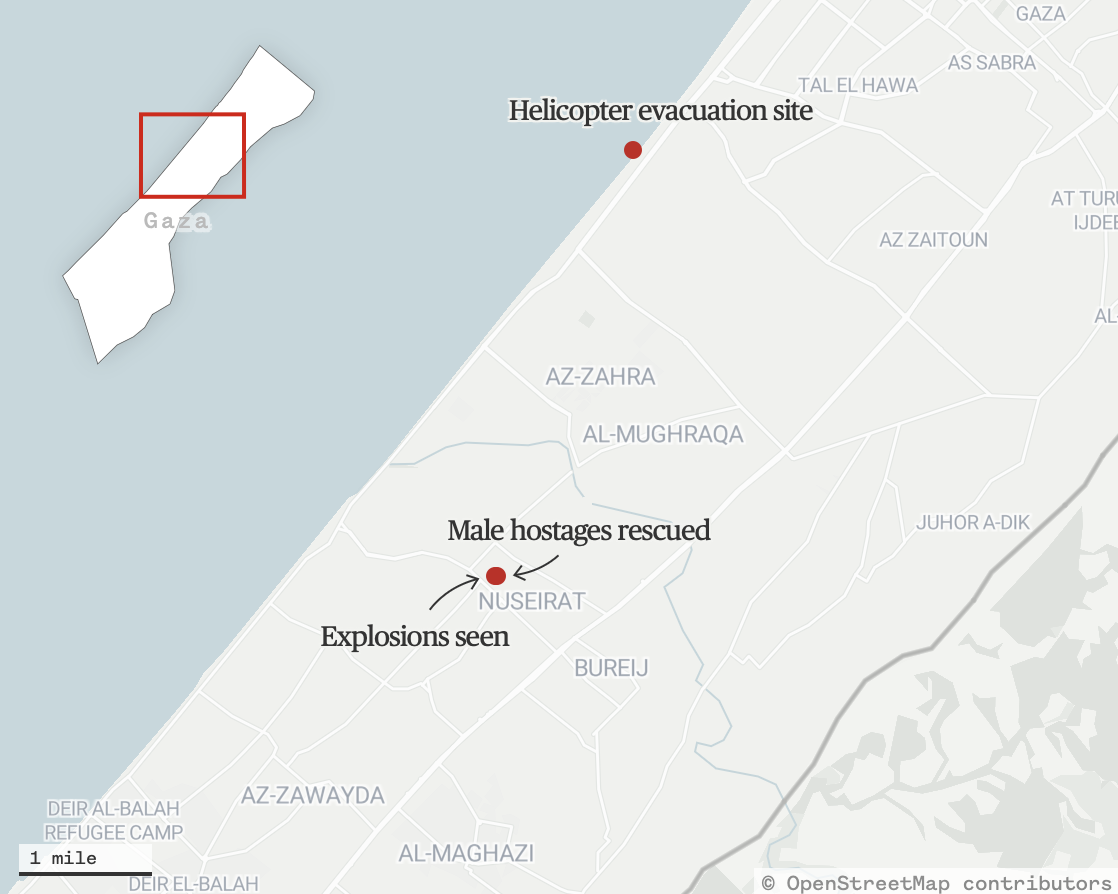 GAZA
AS SABRA
TAL EL HAWA
Helicopter evacuation site
AT TURU
IJDEE
Gaza
AZ ZAITOUN
AL-
AZ-ZAHRA
AL-MUGHRAQA
JUHOR A-DIK
Male hostages rescued
NUSEIRAT
Explosions seen
BUREIJ
AZ-ZAWAYDA
DEIR AL-BALAH
REFUGEE CAMP
AL-MAGHAZI
1 mile
DEIR EL-BALAH
© OpenStreetMap contributors